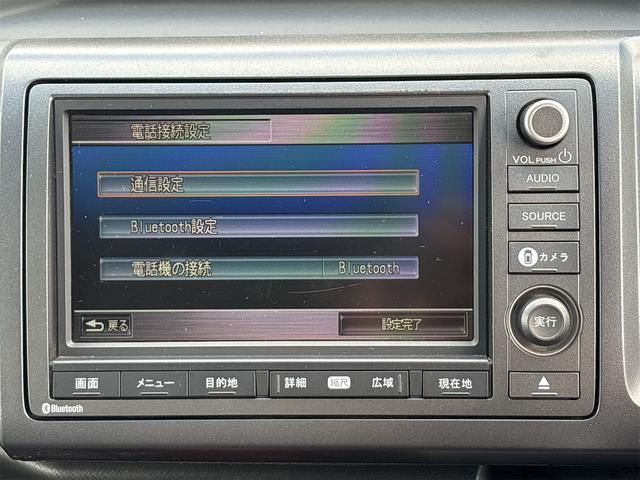 電話接続設定
通信設定
Bluetooth設定
電話機の接続 Bluetooth
戻る 設定完了
VOL PUSH
AUDIO
SOURCE
カメラ
実行
画面 メニュー 目的地 詳細 縮尺 広域 現在地
Bluetooth